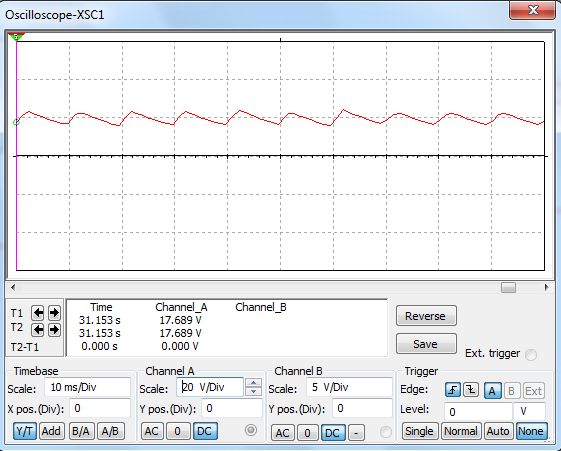 Oscilloscope-XSC1
Time Channel_A Channel_B
T1 31.153 s 17.689 V
T2 31.153 s 17.689 V
T2-T1 0.000 s 0.000 V
Reverse
Save
Ext. trigger
Timebase
Scale: 10 ms/Div
X pos.(Div): 0
Y/T Add B/A A/B
Channel A
Scale: 20 V/Div
Y pos.(Div): 0
AC 0 DC
Channel B
Scale: 5 V/Div
Y pos.(Div): 0
AC 0 DC -
Trigger
Edge: A B Ext
Level: 0 V
Single Normal Auto None